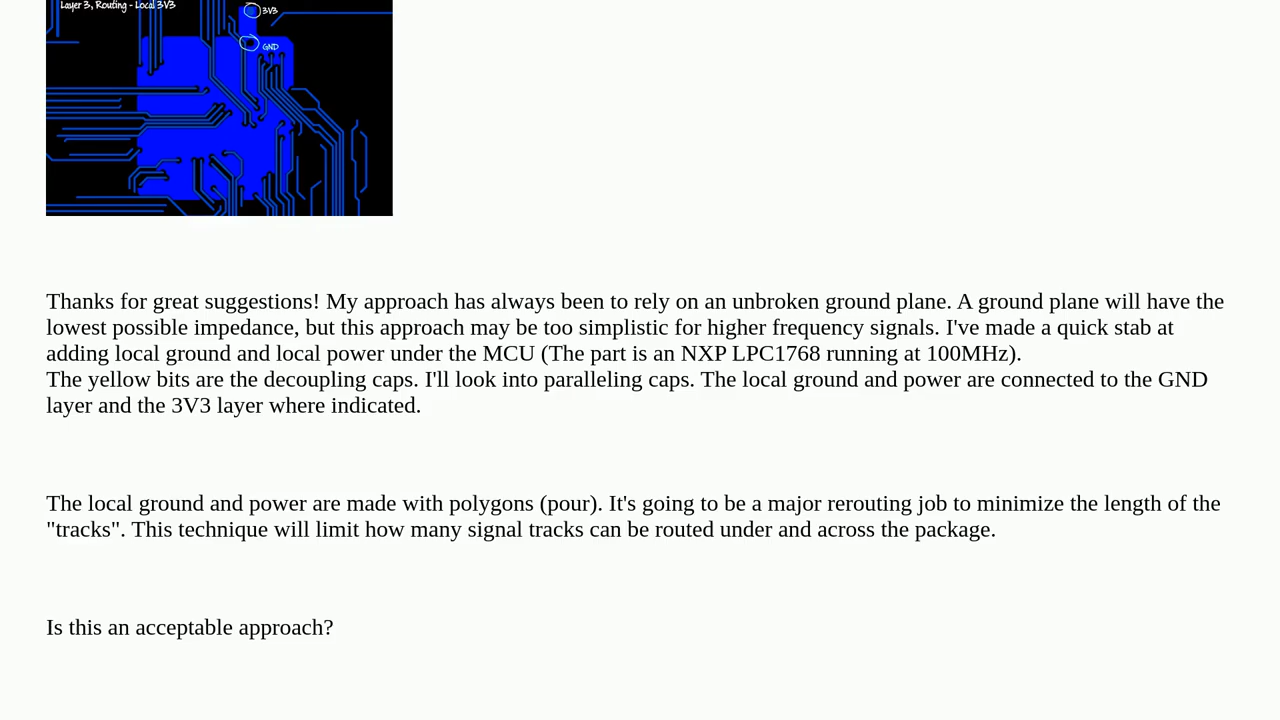 Layer 3, Routing - Local 3V3
3V3
GND
Thanks for great suggestions! My approach has always been to rely on an unbroken ground plane. A ground plane will have the
lowest possible impedance, but this approach may be too simplistic for higher frequency signals. I've made a quick stab at
adding local ground and local power under the MCU (The part is an NXP LPC1768 running at 100MHz).
The yellow bits are the decoupling caps. I'll look into paralleling caps. The local ground and power are connected to the GND
layer and the 3V3 layer where indicated.
The local ground and power are made with polygons (pour). It's going to be a major rerouting job to minimize the length of the
"tracks". This technique will limit how many signal tracks can be routed under and across the package.
Is this an acceptable approach?